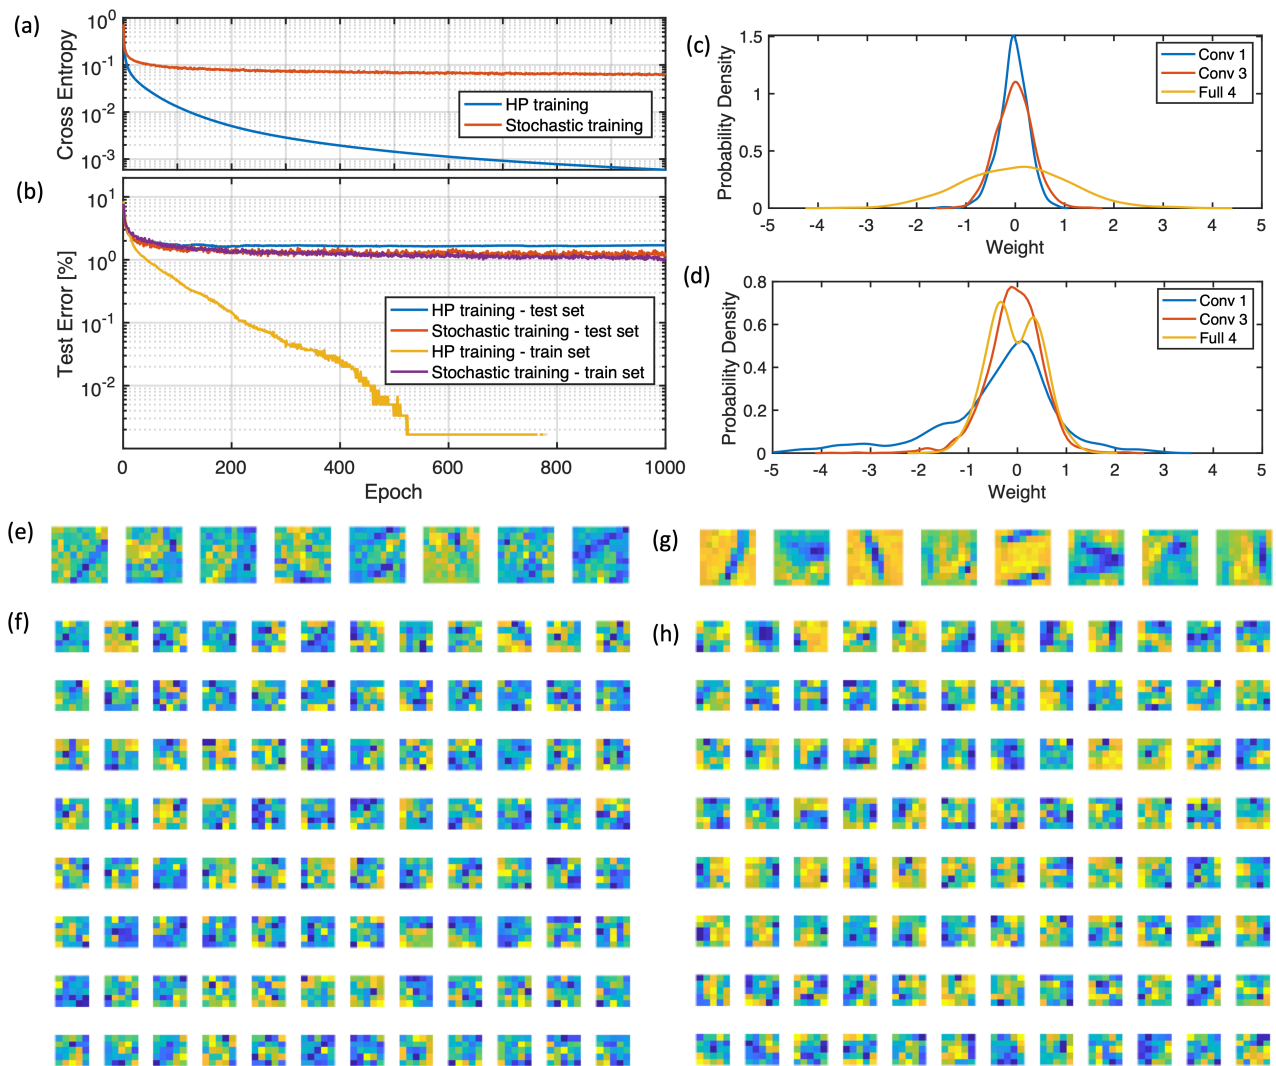 (a)
Cross Entropy
10^0
10^-1
10^-2
10^-3
HP training
Stochastic training
(b)
Test Error [%]
10^1
10^0
10^-1
10^-2
HP training - test set
Stochastic training - test set
HP training - train set
Stochastic training - train set
0 200 400 600 800 1000
Epoch
(c)
Probability Density
1.5
1
0.5
0
Conv 1
Conv 3
Full 4
-5 -4 -3 -2 -1 0 1 2 3 4 5
Weight
(d)
Probability Density
0.8
0.6
0.4
0.2
0
Conv 1
Conv 3
Full 4
-5 -4 -3 -2 -1 0 1 2 3 4 5
Weight
(e)
(g)
(f)
(h)